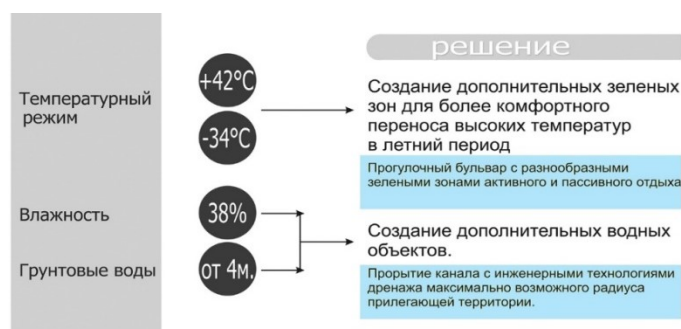 решение
Температурный
режим
+42°C
-34°C
Создание дополнительных зеленых
зон для более комфортного
переноса высоких температур
в летний период
Прогулочный бульвар с разнообразными
зелеными зонами активного и пассивного отдыха
Влажность
38%
Грунтовые воды
от 4м.
Создание дополнительных водных
объектов.
Прорытие канала с инженерными технологиями
дренажа максимально возможного радиуса
прилегающей территории.